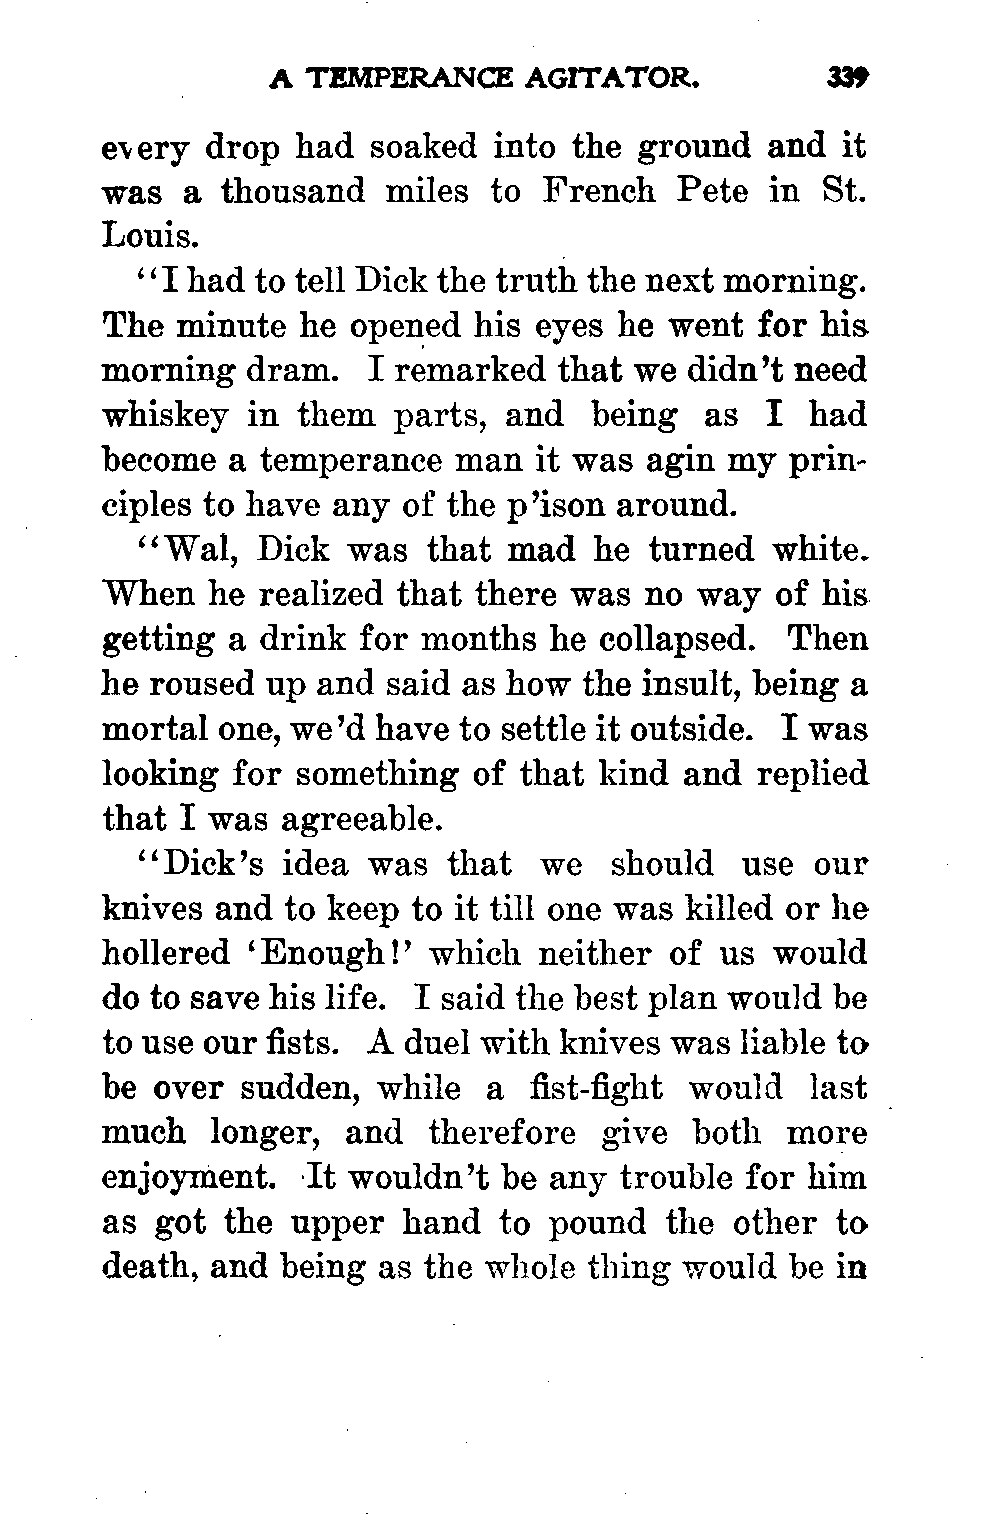 A TEMPERANCE AGITATOR. 339
every drop had soaked into the ground and it
was a thousand miles to French Pete in St.
Louis.
“I had to tell Dick the truth the next morning.
The minute he opened his eyes he went for his
morning dram. I remarked that we didn’t need
whiskey in them parts, and being as I had
become a temperance man it was agin my prin-
ciples to have any of the p’ison around.
“Wal, Dick was that mad he turned white.
When he realized that there was no way of his
getting a drink for months he collapsed. Then
he roused up and said as how the insult, being a
mortal one, we’d have to settle it outside. I was
looking for something of that kind and replied
that I was agreeable.
“Dick’s idea was that we should use our
knives and to keep to it till one was killed or he
hollered ‘Enough!’ which neither of us would
do to save his life. I said the best plan would be
to use our fists. A duel with knives was liable to
be over sudden, while a fist-fight would last
much longer, and therefore give both more
enjoyment. It wouldn’t be any trouble for him
as got the upper hand to pound the other to
death, and being as the whole thing would be in